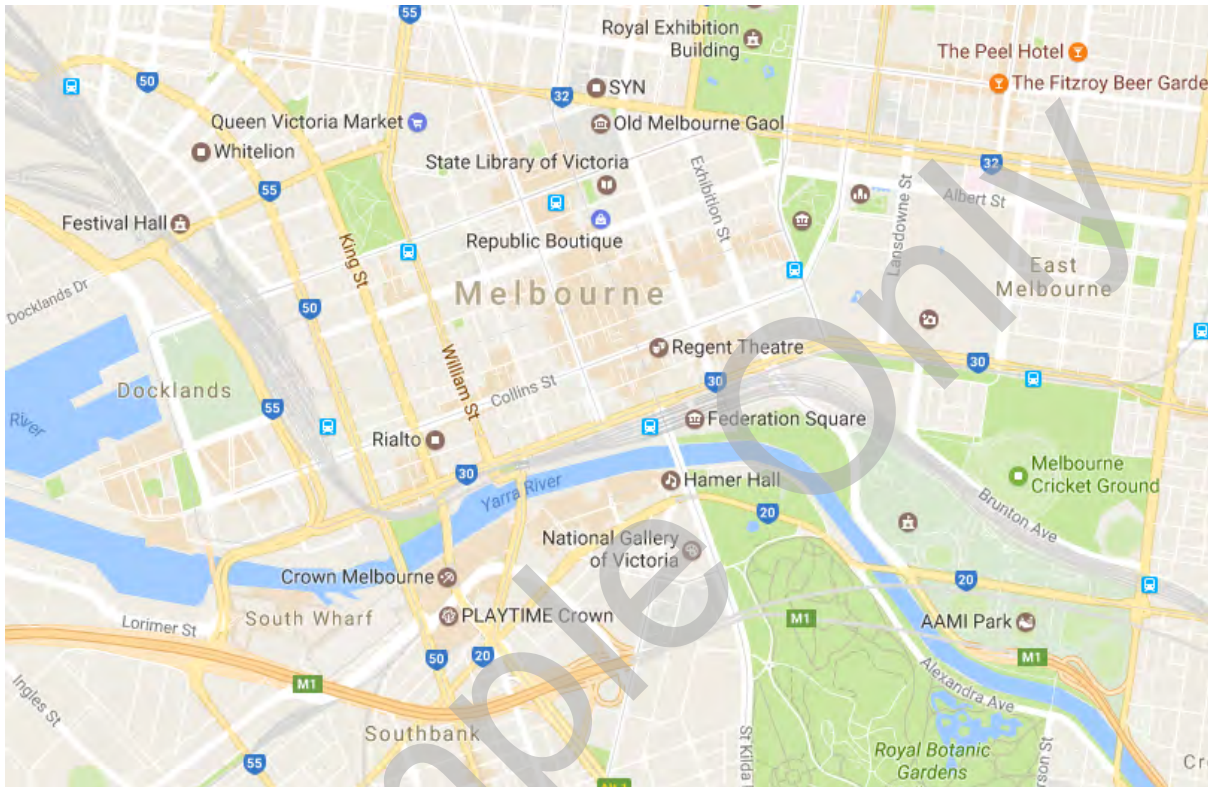 55
Royal Exhibition
Building
The Peel Hotel
50
The Fitzroy Beer Garde
SYN
32
Queen Victoria Market
Old Melbourne Gaol
Whitelion
State Library of Victoria
Exhibition St
32
55
Albert St
Lansdowne St
Festival Hall
Republic Boutique
King St
East
Melbourne
Docklands Dr
Melbourne
50
Regent Theatre
William St
30
Docklands
Collins St
30
55
River
Federation Square
Rialto
Melbourne
Cricket Ground
30
Yarra River
Hamer Hall
Brunton Ave
20
National Gallery
of Victoria
Crown Melbourne
20
South Wharf
PLAYTIME Crown
M1
AAMI Park
Lorimer St
50
20
M1
M1
Alexandra Ave
Ingles St
Southbank
St Kilda
Royal Botanic
Gardens
rson St
55
Cr
mple only